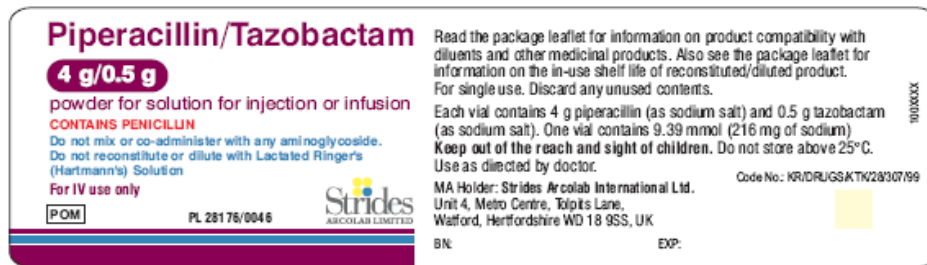 Piperacillin/Tazobactam
4 g/0.5 g
powder for solution for injection or infusion
CONTAINS PENICILLIN
Do not mix or co-administer with any aminoglycoside.
Do not reconstitute or dilute with Lactated Ringer's
(Hartmann's) Solution
For IV use only
POM
PL 28176/0046
Strides
ARCOLAB LIMITED
Read the package leaflet for information on product compatibility with
diluents and other medicinal products. Also see the package leaflet for
information on the in-use shelf life of reconstituted/diluted product.
For single use. Discard any unused contents.
Each vial contains 4 g piperacillin (as sodium salt) and 0.5 g tazobactam
(as sodium salt). One vial contains 9.39 mmol (216 mg of sodium)
Keep out of the reach and sight of children. Do not store above 25°C.
Use as directed by doctor.
Code No.: KR/DRUGS/KTK/28/307/99
MA Holder: Strides Arcolab International Ltd.
Unit 4, Metro Centre, Tolpits Lane,
Watford, Hertfordshire WD 18 9SS, UK
BN:
EXP:
100XXXX